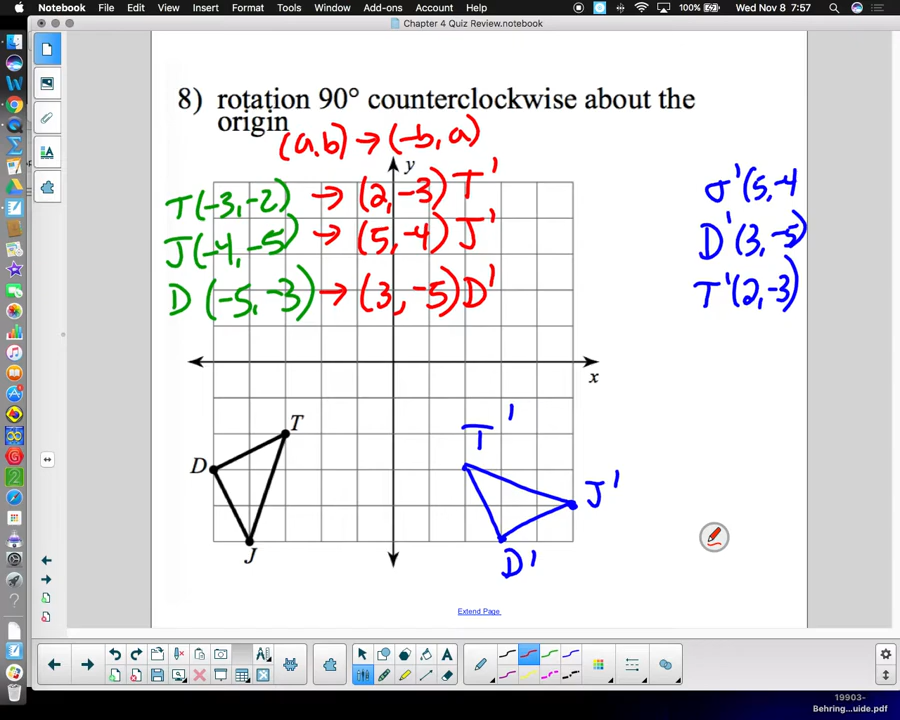 Notebook File Edit View Insert Format Tools Window Add-ons Account Help 100% Wed Nov 8 7:57
Chapter 4 Quiz Review.notebook
8) rotation 90° counterclockwise about the
origin
(a,b) → (-b, a)
y
T(-3, -2) → (2, -3) T'
J(-4, -5) → (5, -4) J'
D (-5, -3) → (3, -5) D'
J'(5, -4
D'(3, -5)
T'(2, -3)
x
T
D
J
T'
J'
D'
Extend Page
19903-
Behring...uide.pdf